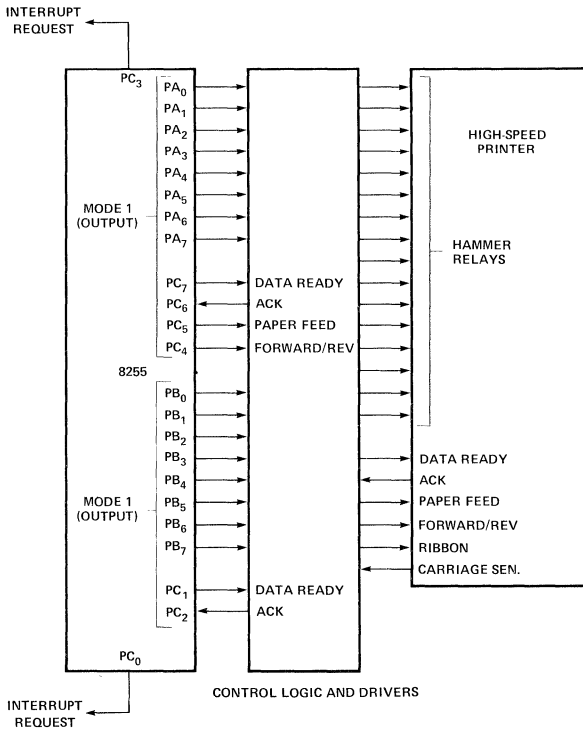 INTERRUPT
REQUEST
PC3
PA0
PA1
PA2
PA3
PA4
PA5
PA6
PA7
MODE 1
(OUTPUT)
PC7
PC6
PC5
PC4
DATA READY
ACK
PAPER FEED
FORWARD/REV
HIGH-SPEED
PRINTER
HAMMER
RELAYS
8255
PB0
PB1
PB2
PB3
PB4
PB5
PB6
PB7
MODE 1
(OUTPUT)
PC1
PC2
DATA READY
ACK
DATA READY
ACK
PAPER FEED
FORWARD/REV
RIBBON
CARRIAGE SEN.
PC0
INTERRUPT
REQUEST
CONTROL LOGIC AND DRIVERS